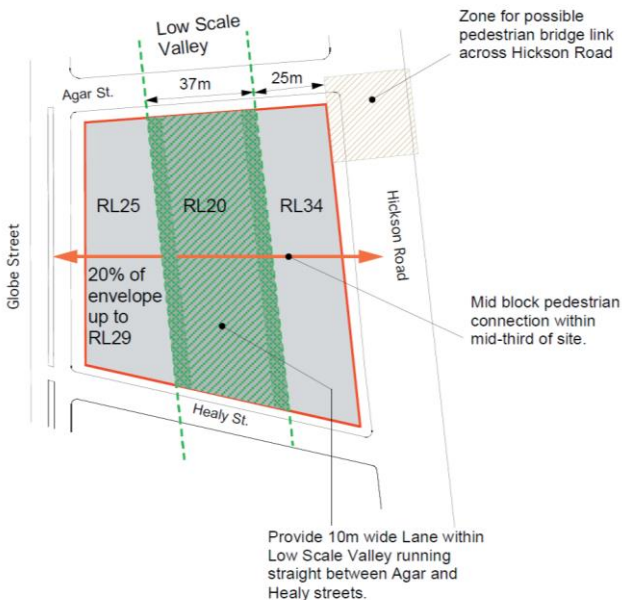 Low Scale
Valley
Zone for possible
pedestrian bridge link
across Hickson Road
37m
25m
Agar St.
RL25
RL20
RL34
Globe Street
Hickson Road
20% of
envelope
up to
RL29
Mid block pedestrian
connection within
mid-third of site.
Healy St.
Provide 10m wide Lane within
Low Scale Valley running
straight between Agar and
Healy streets.